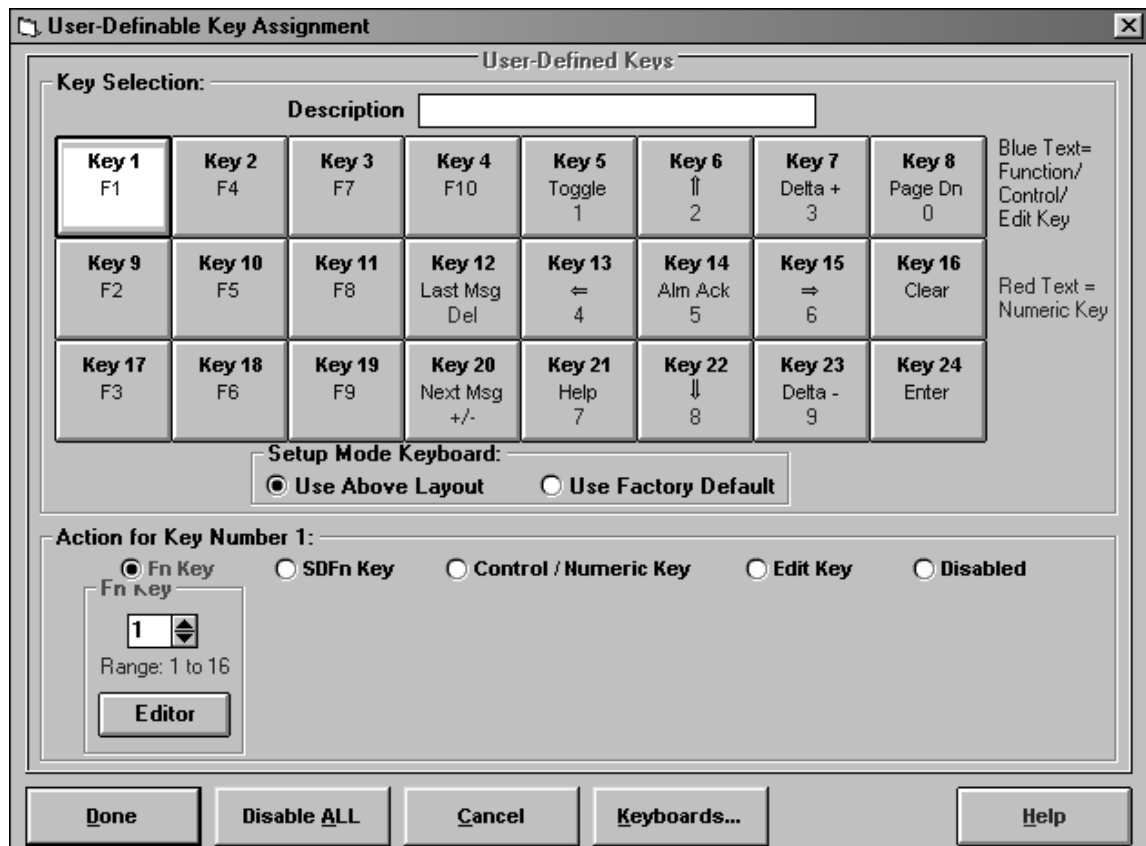 User-Definable Key Assignment
User-Defined Keys
Key Selection:
Description
Key 1 Key 2 Key 3 Key 4 Key 5 Key 6 Key 7 Key 8
F1 F4 F7 F10 Toggle ⇑ Delta + Page Dn
1 2 3 0
Blue Text=
Function/
Control/
Edit Key
Key 9 Key 10 Key 11 Key 12 Key 13 Key 14 Key 15 Key 16
F2 F5 F8 Last Msg ⇐ Alm Ack ⇒ Clear
Del 4 5 6
Red Text =
Numeric Key
Key 17 Key 18 Key 19 Key 20 Key 21 Key 22 Key 23 Key 24
F3 F6 F9 Next Msg Help ⇓ Delta - Enter
+/- 7 8 9
Setup Mode Keyboard:
Use Above Layout Use Factory Default
Action for Key Number 1:
Fn Key SDFn Key Control / Numeric Key Edit Key Disabled
Fn Key
1
Range: 1 to 16
Editor
Done Disable ALL Cancel Keyboards... Help